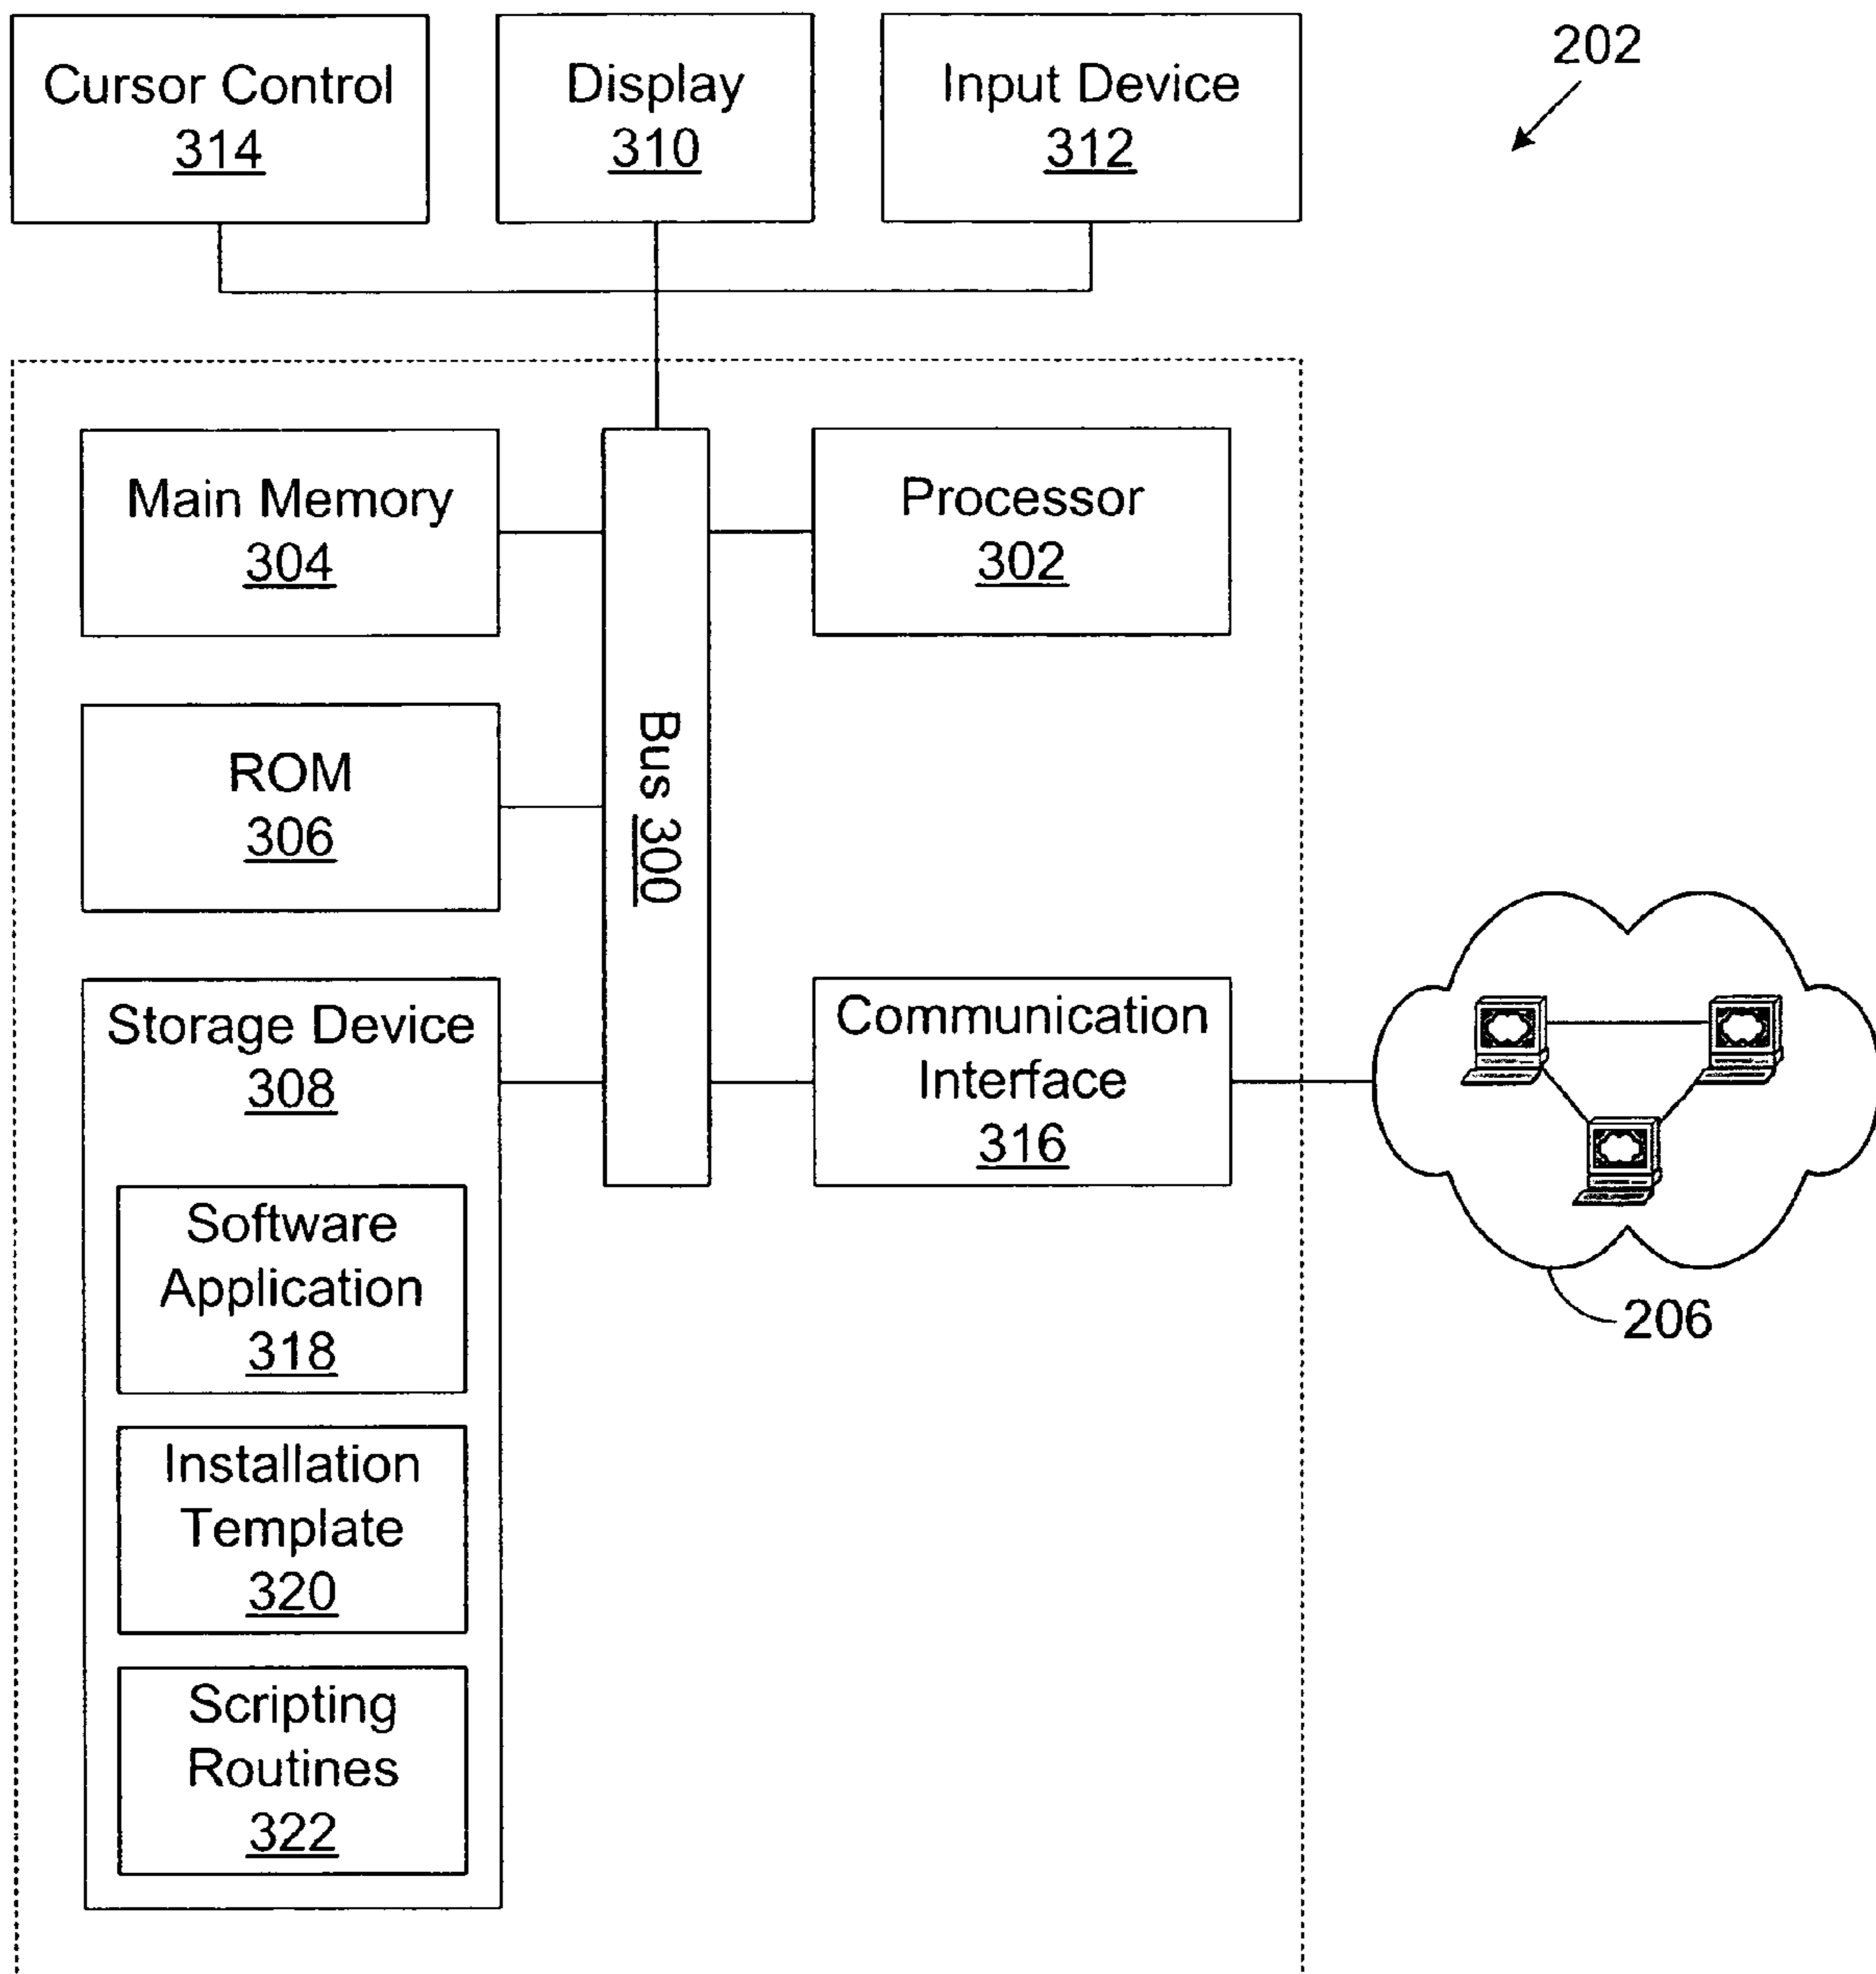 Cursor Control
314
Display
310
Input Device
312
202
Main Memory
304
Processor
302
ROM
306
Bus 300
Storage Device
308
Communication
Interface
316
Software
Application
318
206
Installation
Template
320
Scripting
Routines
322